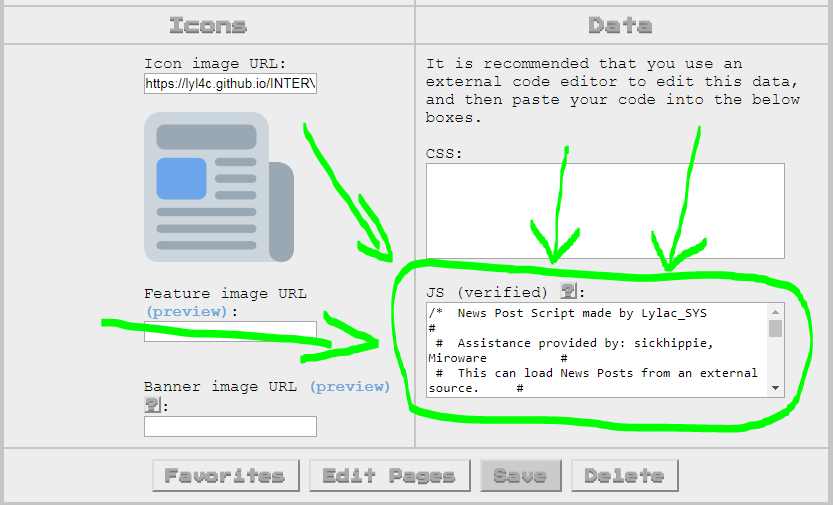 Icons
Icon image URL:
https://lyl4c.github.io/INTER\
Feature image URL
(preview):
Banner image URL (preview)
?:
Data
It is recommended that you use an
external code editor to edit this data,
and then paste your code into the below
boxes.
CSS:
JS (verified) ?:
/*  News Post Script made by Lylac_SYS
#
 #  Assistance provided by: sickhippie,
Miroware          #
 #  This can load News Posts from an external
source.     #
Favorites
Edit Pages
Save
Delete